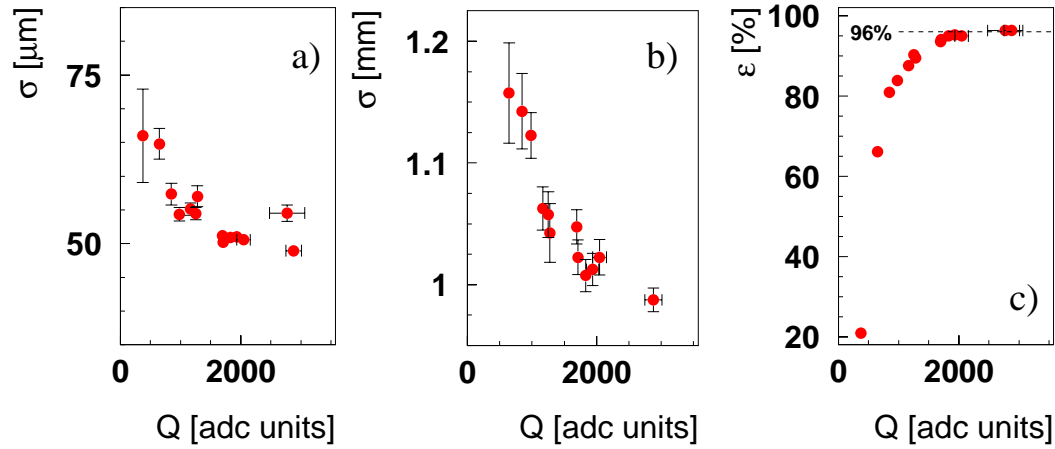 σ [μm]
a)
75
50
0
2000
Q [adc units]
σ [mm]
b)
1.2
1.1
1
0
2000
Q [adc units]
ε [%]
100
96%
80
60
40
20
c)
0
2000
Q [adc units]